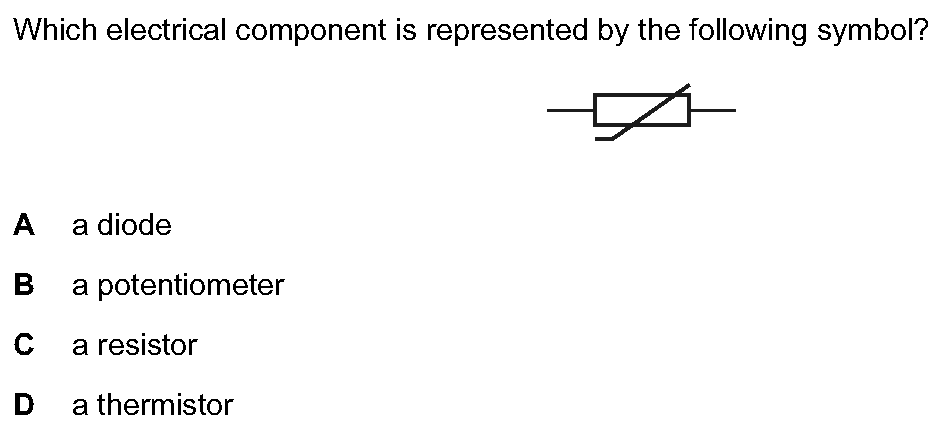 Which electrical component is represented by the following symbol?
A a diode
B a potentiometer
C a resistor
D a thermistor